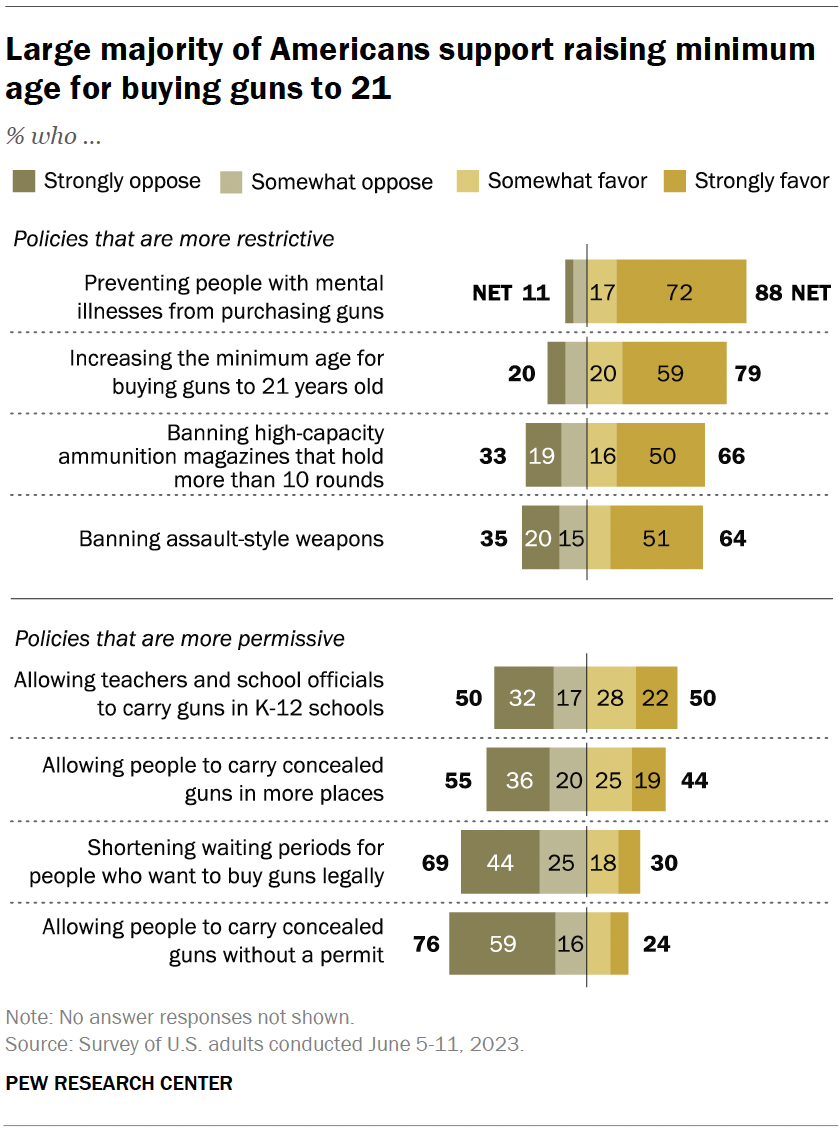 Large majority of Americans support raising minimum
age for buying guns to 21
% who ...
Strongly oppose Somewhat oppose Somewhat favor Strongly favor
Policies that are more restrictive
Preventing people with mental
illnesses from purchasing guns
NET 11 17 72 88 NET
Increasing the minimum age for
buying guns to 21 years old
20 20 59 79
Banning high-capacity
ammunition magazines that hold
more than 10 rounds
33 19 16 50 66
Banning assault-style weapons
35 20 15 51 64
Policies that are more permissive
Allowing teachers and school officials
to carry guns in K-12 schools
50 32 17 28 22 50
Allowing people to carry concealed
guns in more places
55 36 20 25 19 44
Shortening waiting periods for
people who want to buy guns legally
69 44 25 18 30
Allowing people to carry concealed
guns without a permit
76 59 16 24
Note: No answer responses not shown.
Source: Survey of U.S. adults conducted June 5-11, 2023.
PEW RESEARCH CENTER